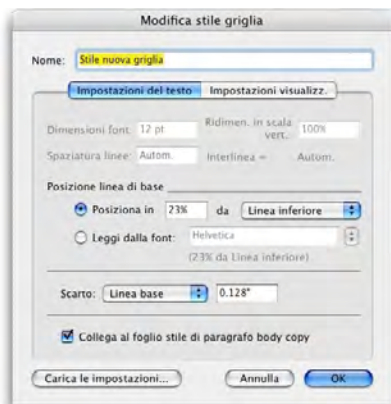 Modifica stile griglia
Nome: Stile nuova griglia
Impostazioni del testo Impostazioni visualizz.
Dimensioni font: 12 pt Ridimen. in scala vert.: 100%
Spaziatura linee: Autom. Interlinea = Autom.
Posizione linea di base
Posiziona in 23% da Linea inferiore
Leggi dalla font: Helvetica
(23% da Linea inferiore)
Scarto: Linea base 0.128"
Collega al foglio stile di paragrafo body copy
Carica le impostazioni... Annulla OK